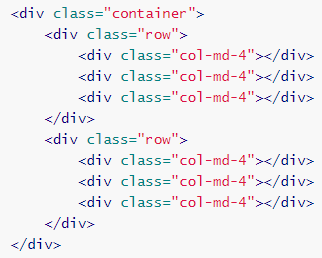 <div class="container">
    <div class="row">
        <div class="col-md-4"></div>
        <div class="col-md-4"></div>
        <div class="col-md-4"></div>
    </div>
    <div class="row">
        <div class="col-md-4"></div>
        <div class="col-md-4"></div>
        <div class="col-md-4"></div>
    </div>
</div>